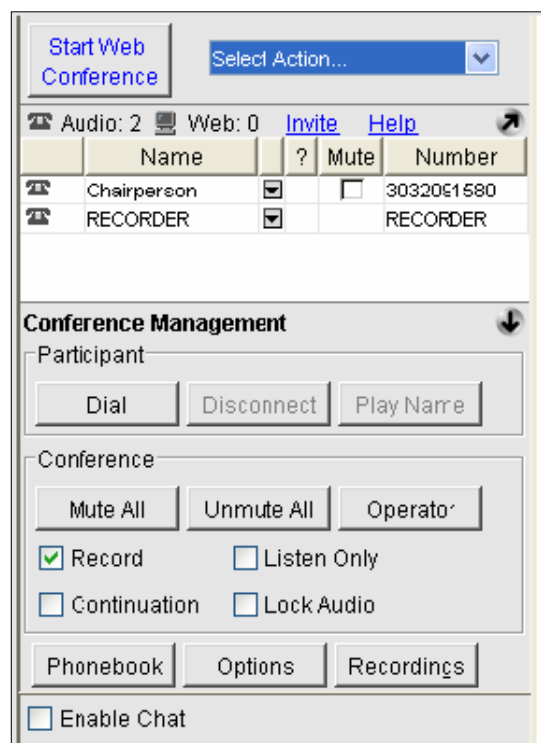 Start Web
Conference
Select Action...
Audio: 2 Web: 0 Invite Help
Name ? Mute Number
Chairperson 3032091580
RECORDER RECORDER
Conference Management
Participant
Dial Disconnect Play Name
Conference
Mute All Unmute All Operator
Record Listen Only
Continuation Lock Audio
Phonebook Options Recordings
Enable Chat